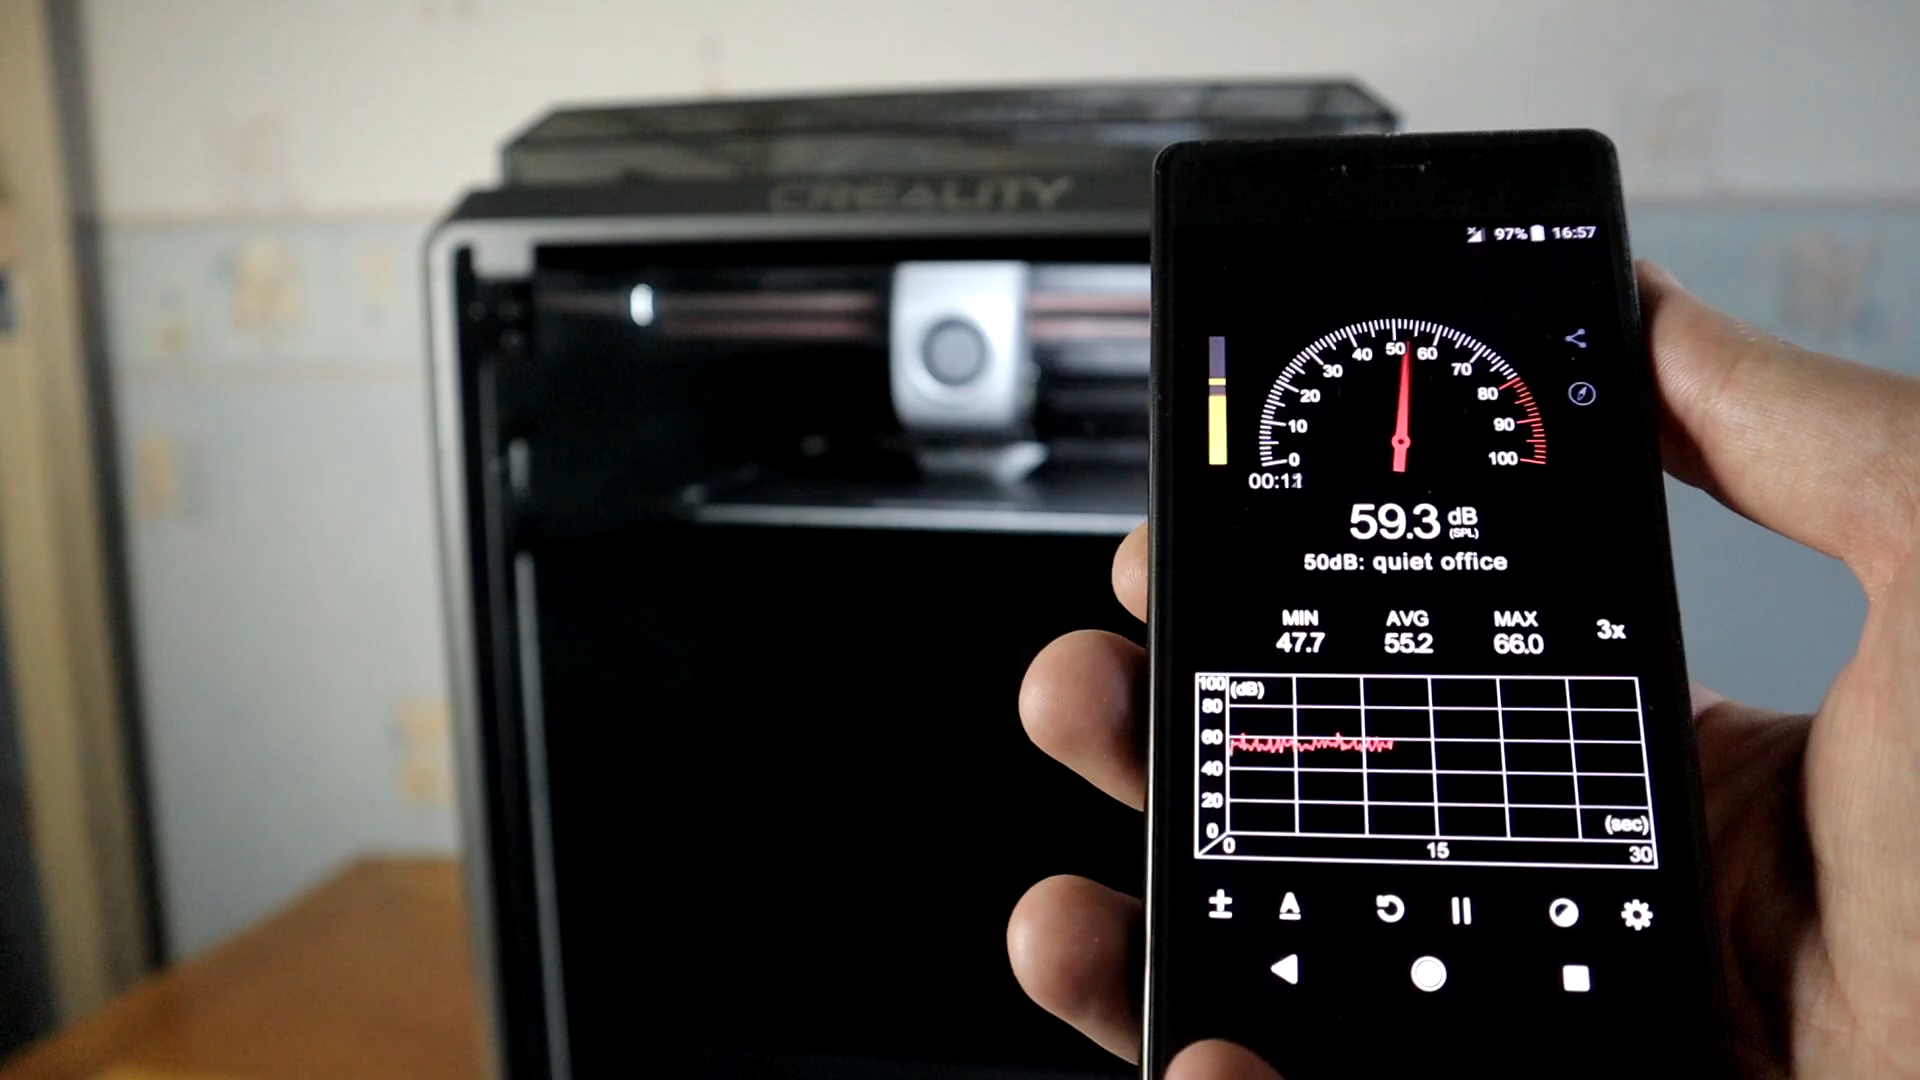 CREALITY
97% 16:57
0 10 20 30 40 50 60 70 80 90 100
59.3 dB
(SPL)
50dB: quiet office
MIN AVG MAX
47.7 55.2 66.0 3x
100 (dB)
80
60
40
20
0 (sec)
0 15 30
A